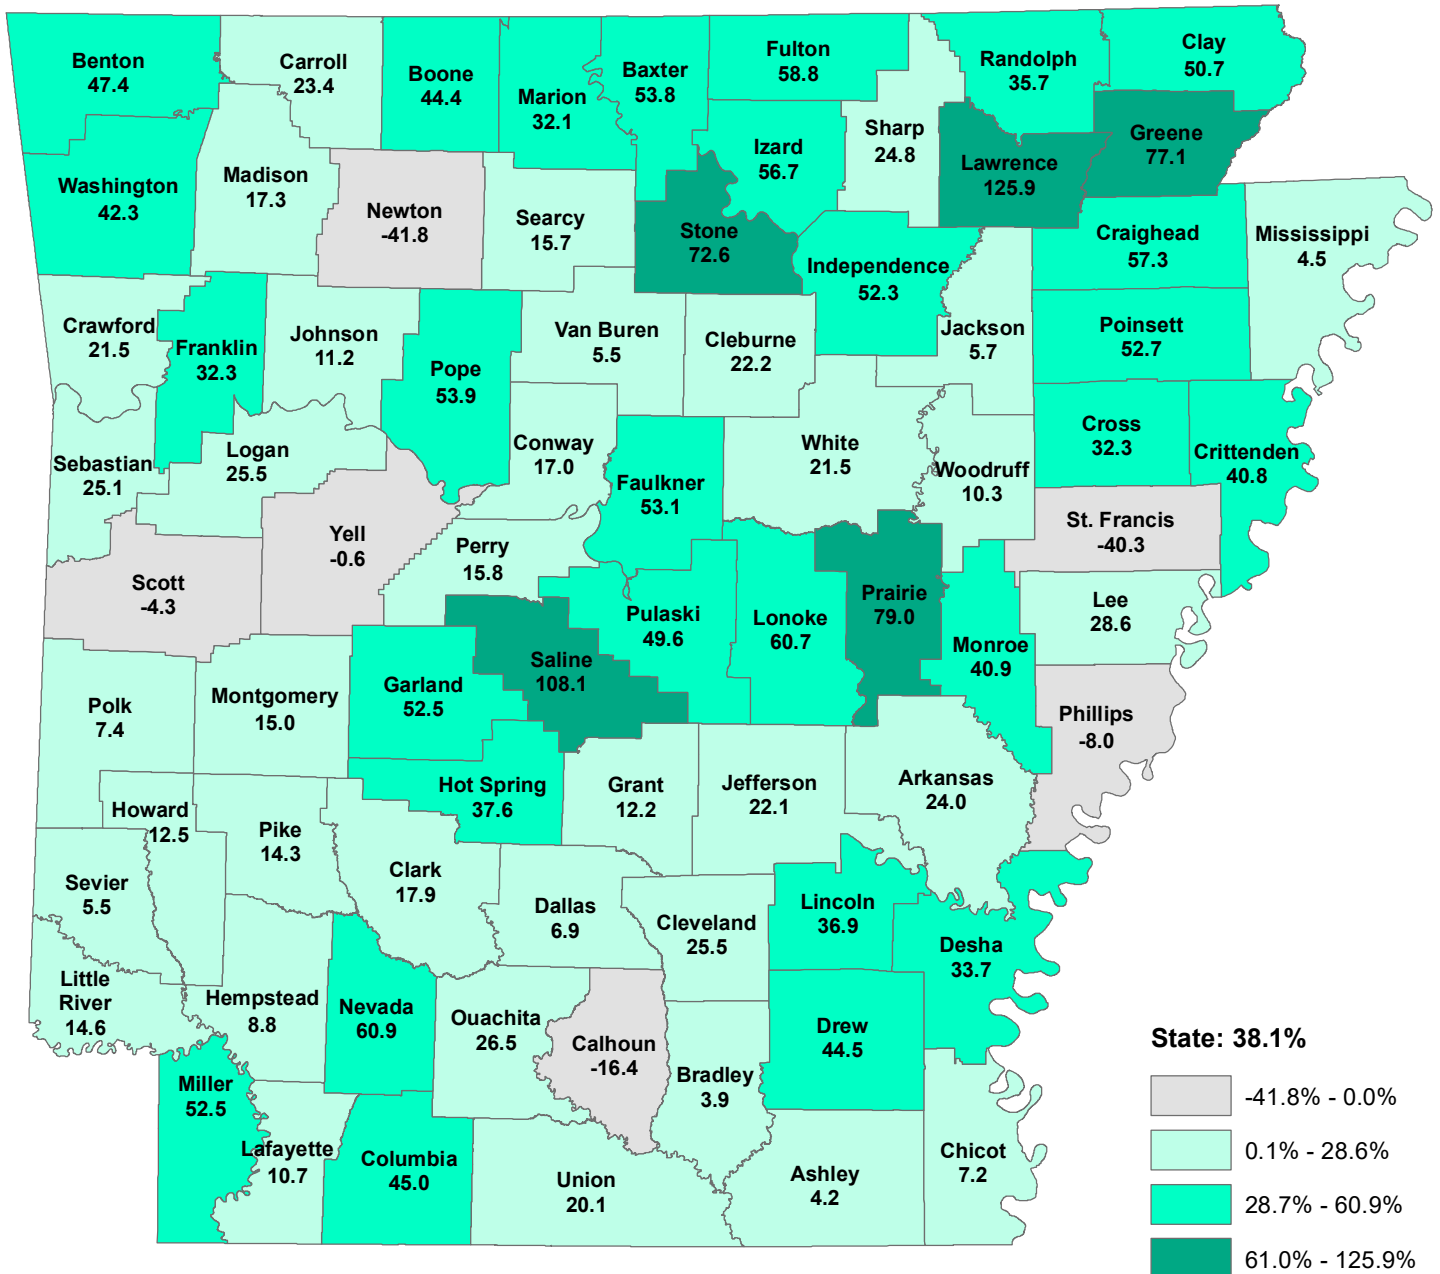 Benton
47.4
Carroll
23.4
Boone
44.4
Marion
32.1
Baxter
53.8
Fulton
58.8
Randolph
35.7
Clay
50.7
Washington
42.3
Madison
17.3
Newton
-41.8
Searcy
15.7
Stone
72.6
Izard
56.7
Sharp
24.8
Lawrence
125.9
Greene
77.1
Independence
52.3
Craighead
57.3
Mississippi
4.5
Crawford
21.5
Franklin
32.3
Johnson
11.2
Pope
53.9
Van Buren
5.5
Cleburne
22.2
Jackson
5.7
Poinsett
52.7
Sebastian
25.1
Logan
25.5
Conway
17.0
Faulkner
53.1
White
21.5
Woodruff
10.3
Cross
32.3
Crittenden
40.8
Scott
-4.3
Yell
-0.6
Perry
15.8
St. Francis
-40.3
Pulaski
49.6
Lonoke
60.7
Prairie
79.0
Monroe
40.9
Lee
28.6
Polk
7.4
Montgomery
15.0
Garland
52.5
Saline
108.1
Phillips
-8.0
Howard
12.5
Pike
14.3
Hot Spring
37.6
Grant
12.2
Jefferson
22.1
Arkansas
24.0
Sevier
5.5
Clark
17.9
Dallas
6.9
Cleveland
25.5
Lincoln
36.9
Desha
33.7
Little
River
14.6
Hempstead
8.8
Nevada
60.9
Ouachita
26.5
Calhoun
-16.4
Bradley
3.9
Drew
44.5
Miller
52.5
Lafayette
10.7
Columbia
45.0
Union
20.1
Ashley
4.2
Chicot
7.2
State: 38.1%
-41.8% - 0.0%
0.1% - 28.6%
28.7% - 60.9%
61.0% - 125.9%